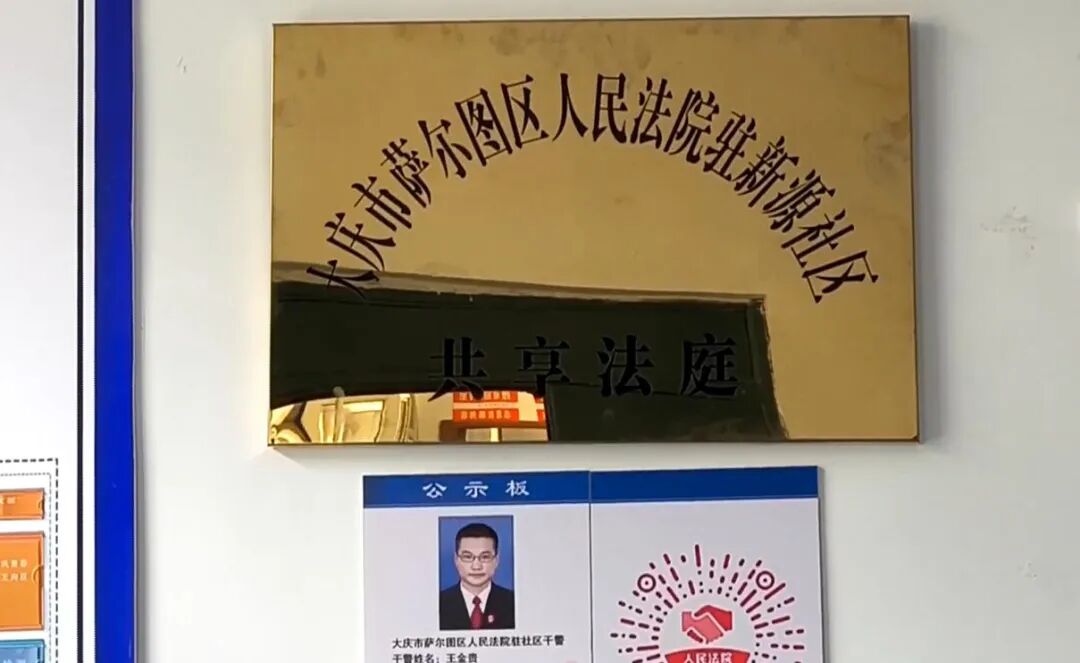 大庆市萨尔图区人民法院驻新源社区
共享法庭
公示板
大庆市萨尔图区人民法院驻社区干警
干警姓名：王金贵
人民法院